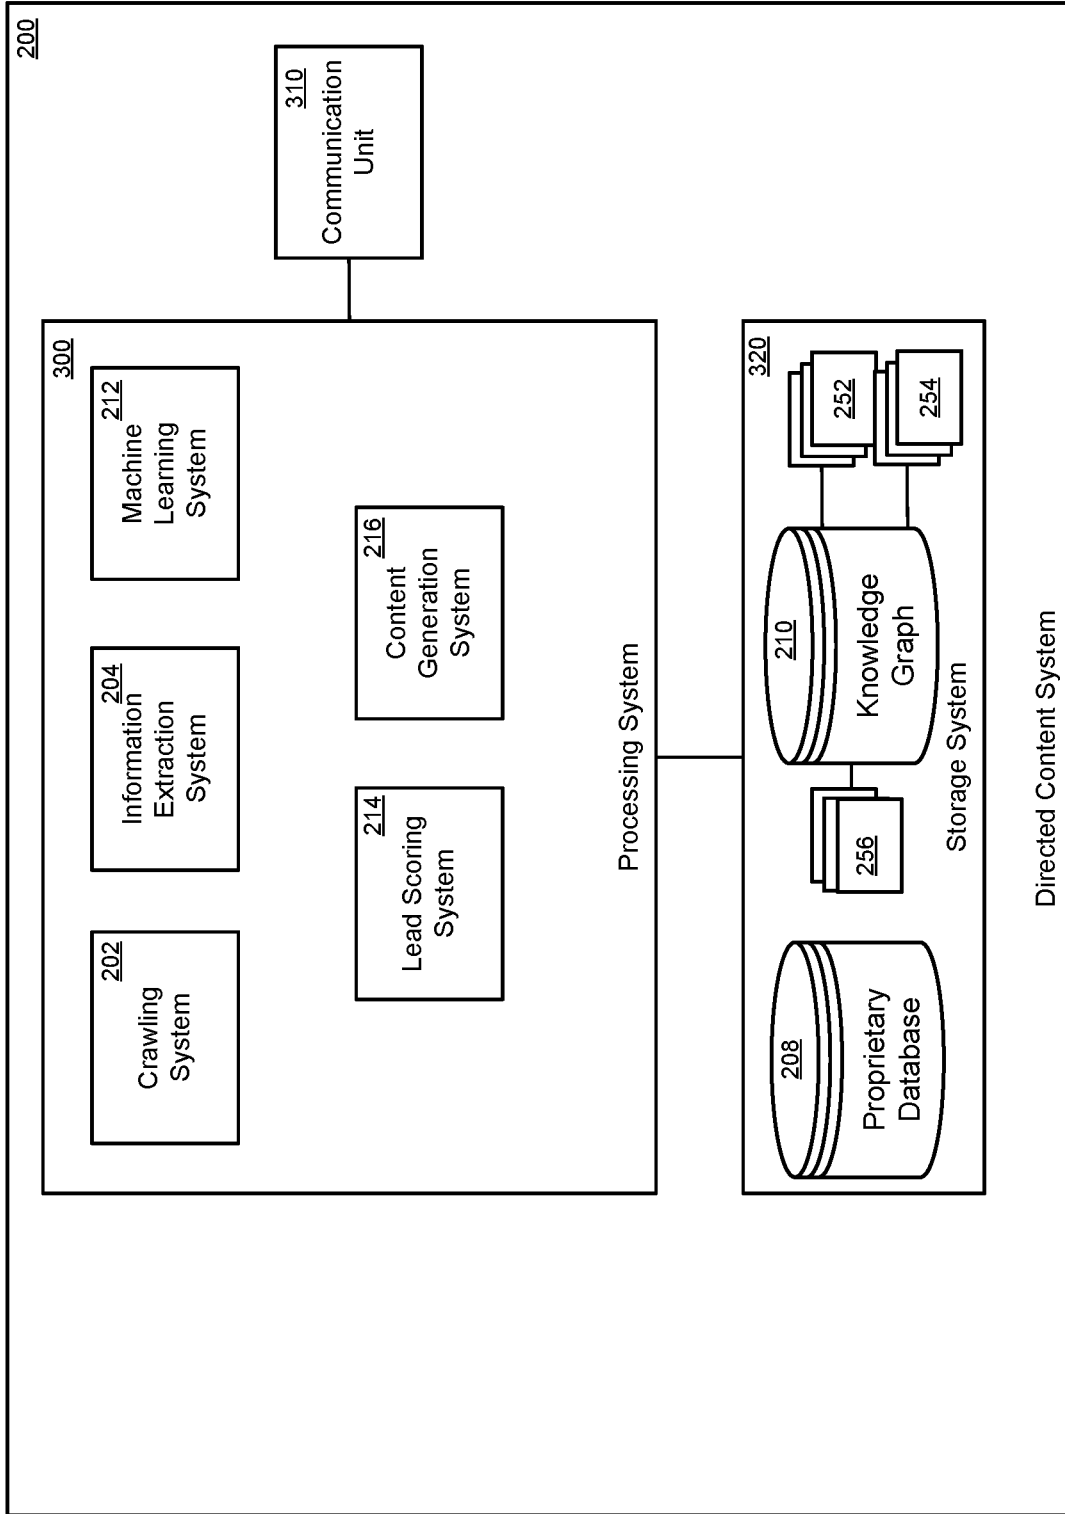 200
300
202
Crawling
System
204
Information
Extraction
System
212
Machine
Learning
System
214
Lead Scoring
System
216
Content
Generation
System
Processing System
310
Communication
Unit
320
208
Proprietary
Database
256
210
Knowledge
Graph
252
254
Storage System
Directed Content System